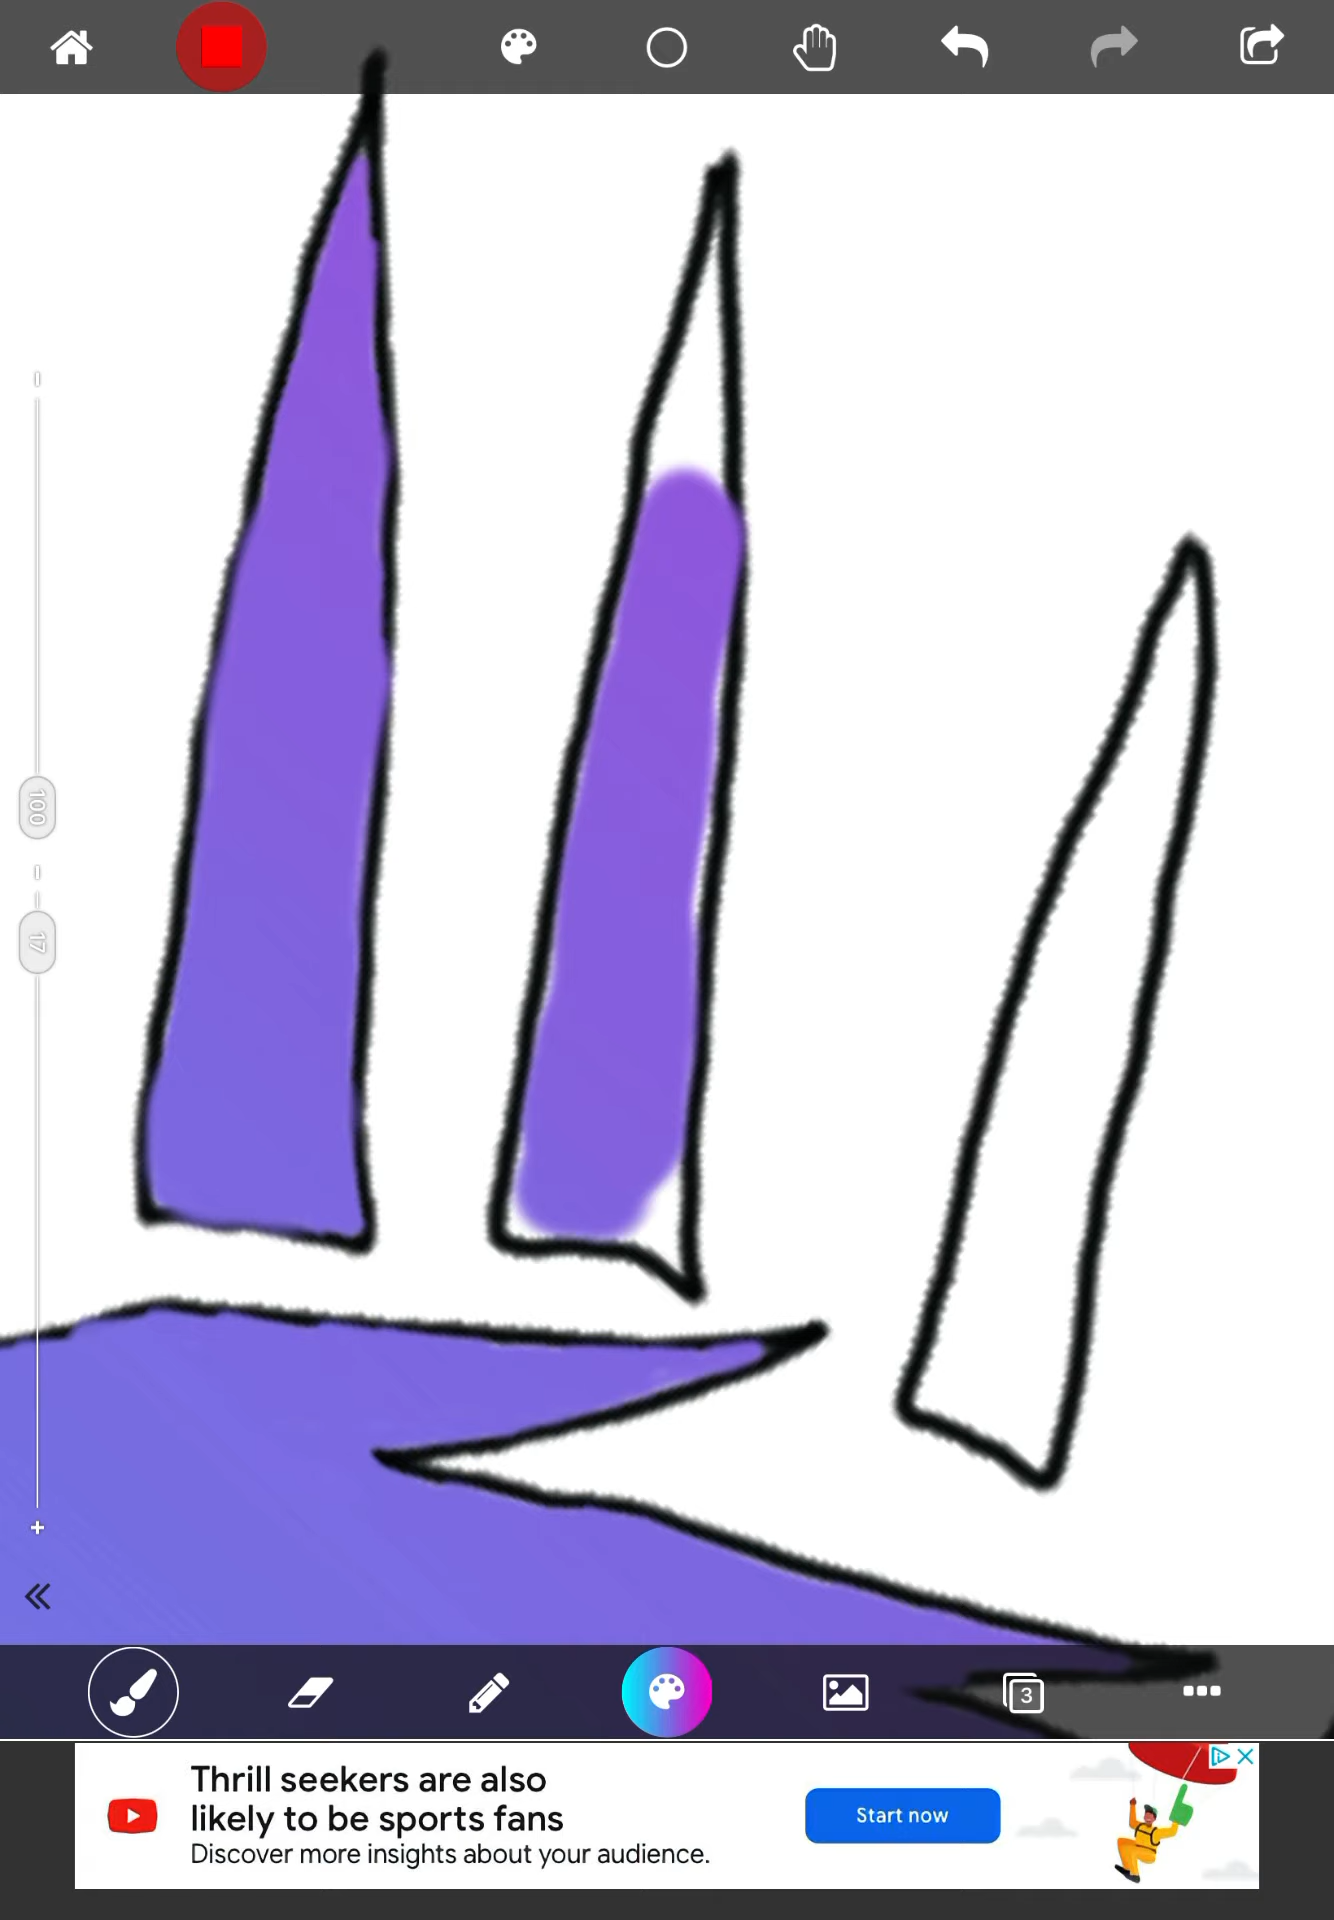 100
17
3
Thrill seekers are also
likely to be sports fans
Discover more insights about your audience.
Start now